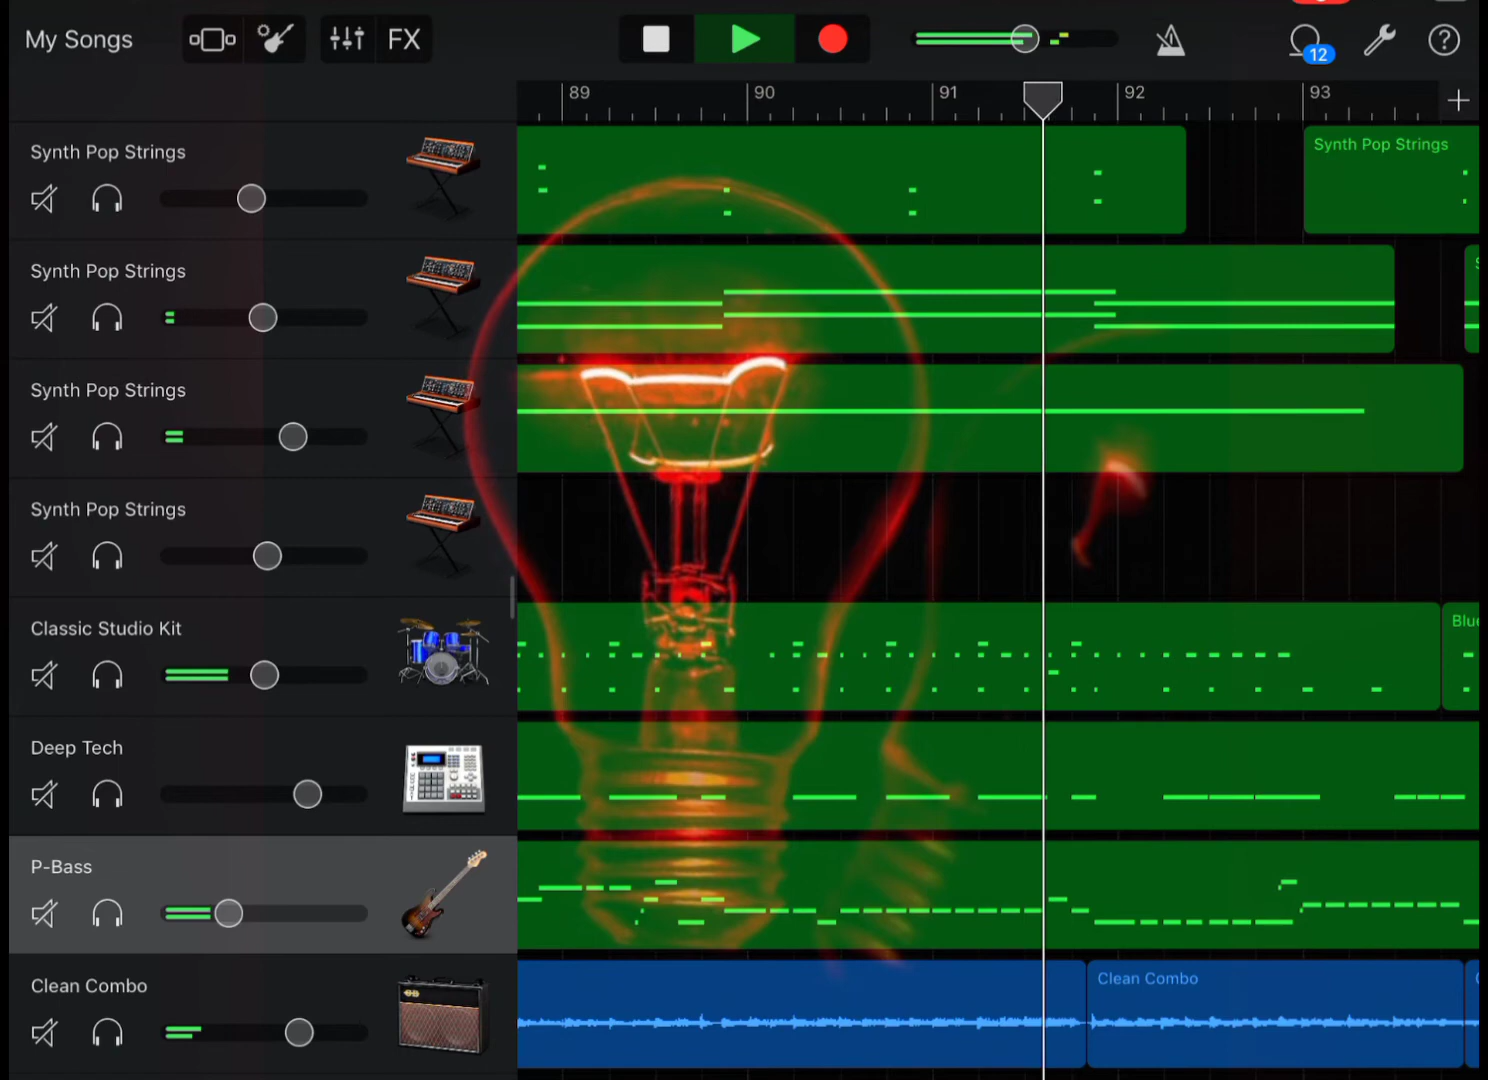 My Songs
FX
12
89
90
91
92
93
Synth Pop Strings
Synth Pop Strings
Synth Pop Strings
Synth Pop Strings
Synth Pop Strings
Classic Studio Kit
Blue
Deep Tech
P-Bass
Clean Combo
Clean Combo